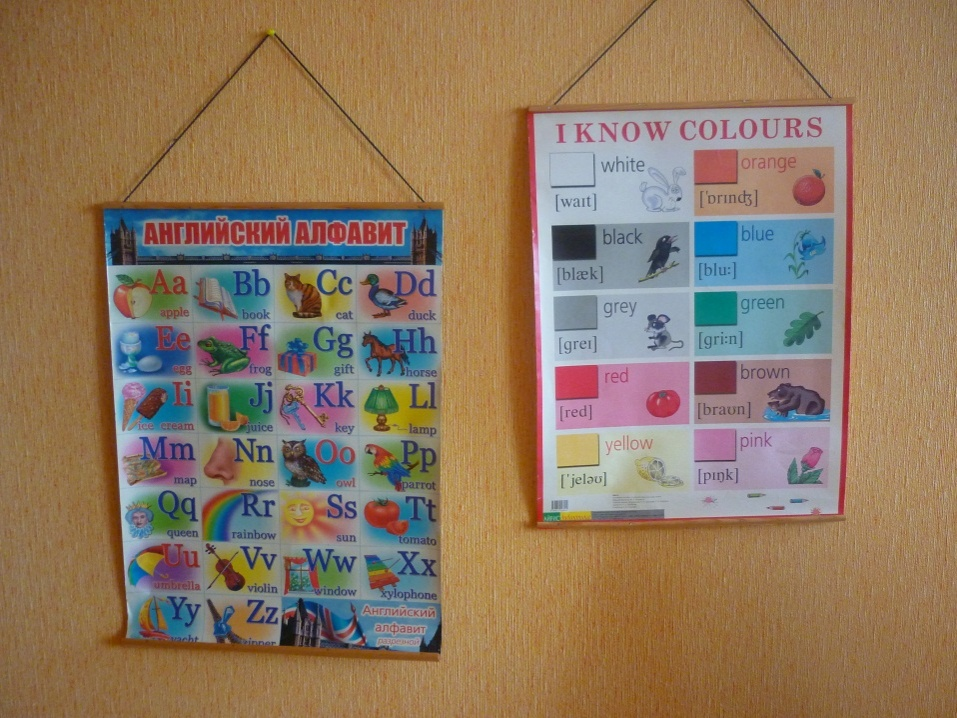 АНГЛИЙСКИЙ АЛФАВИТ
Aa Bb Cc Dd
apple book cat duck
Ee Ff Gg Hh
egg frog gift horse
Ii Jj Kk Ll
ice cream juice key lamp
Mm Nn Oo Pp
map nose owl parrot
Qq Rr Ss Tt
queen rainbow sun tomato
Uu Vv Ww Xx
umbrella violin window xylophone
Yy Zz
yacht zipper
Английский
алфавит
разрезной
I KNOW COLOURS
white orange
[waɪt] [ˈɒrɪndʒ]
black blue
[blæk] [bluː]
grey green
[greɪ] [griːn]
red brown
[red] [braʊn]
yellow pink
[ˈjeləʊ] [pɪŋk]